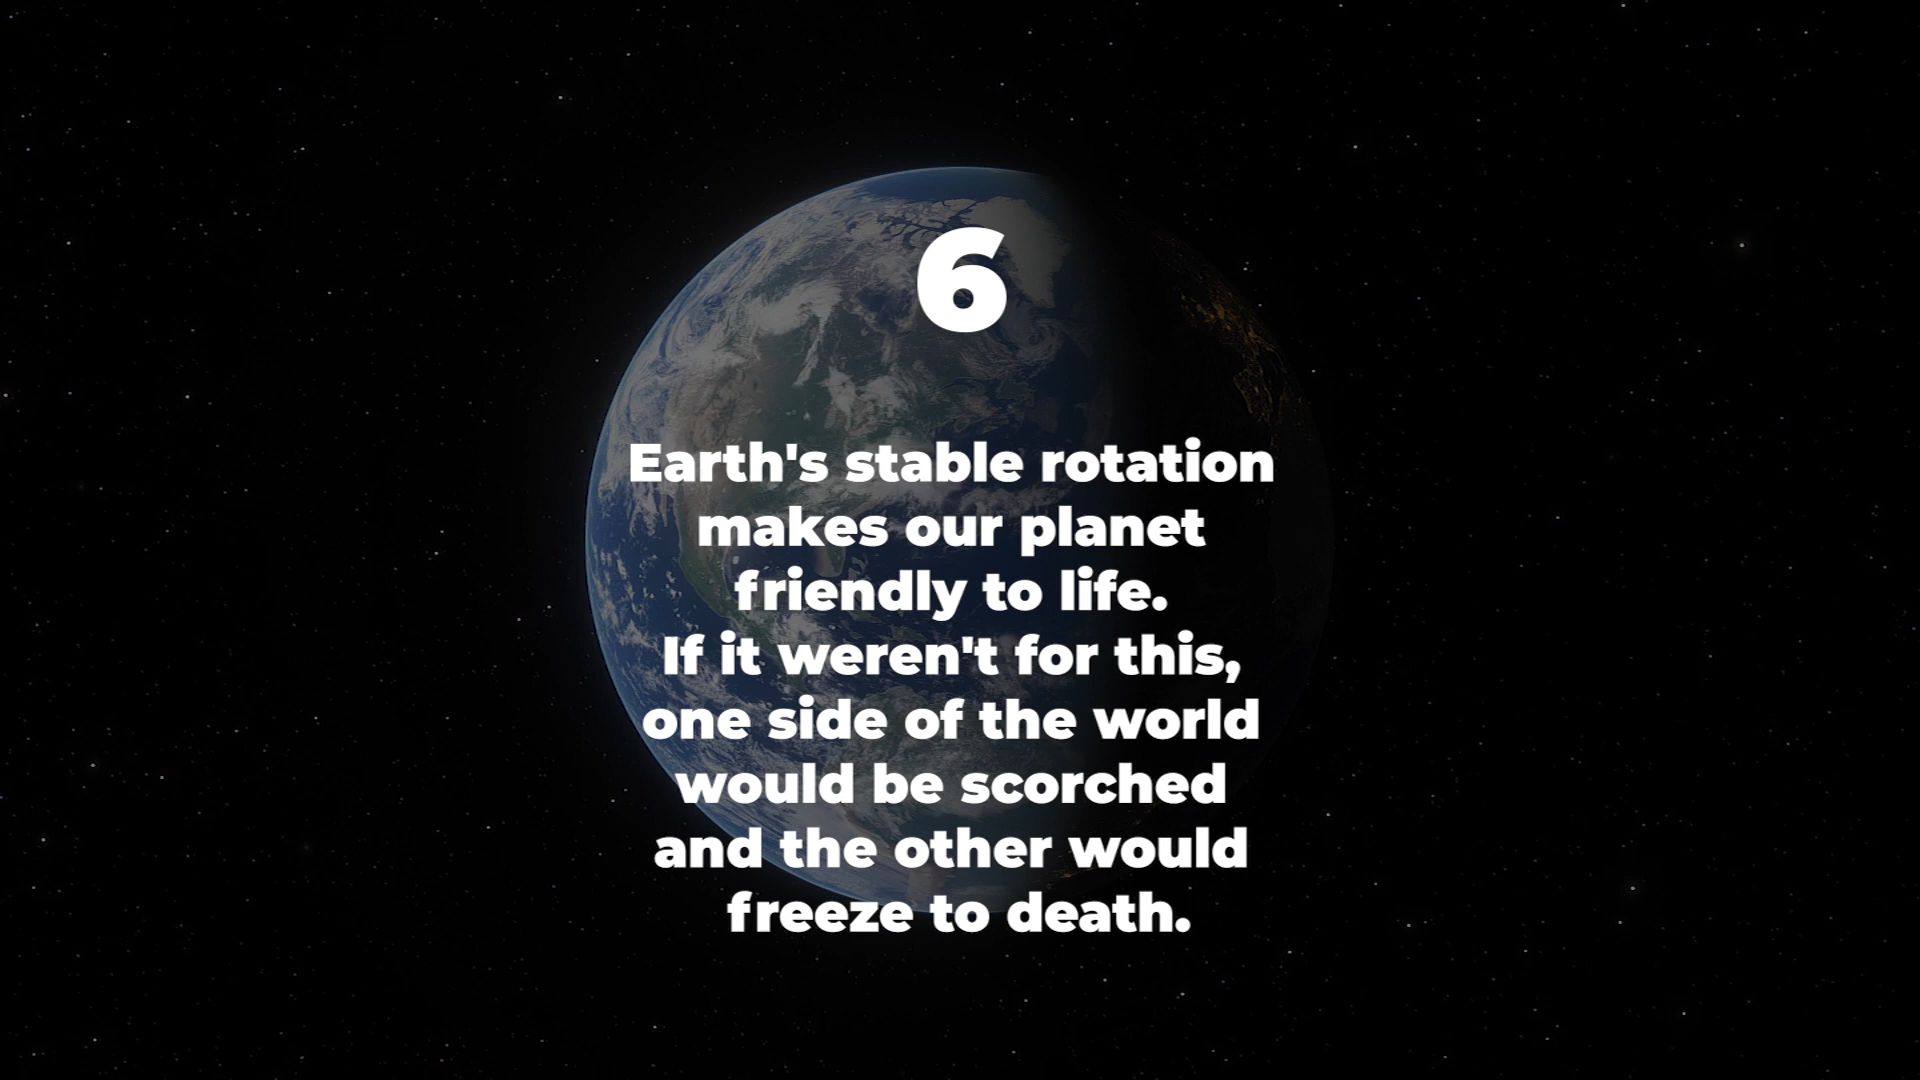 6
Earth's stable rotation
makes our planet
friendly to life.
If it weren't for this,
one side of the world
would be scorched
and the other would
freeze to death.